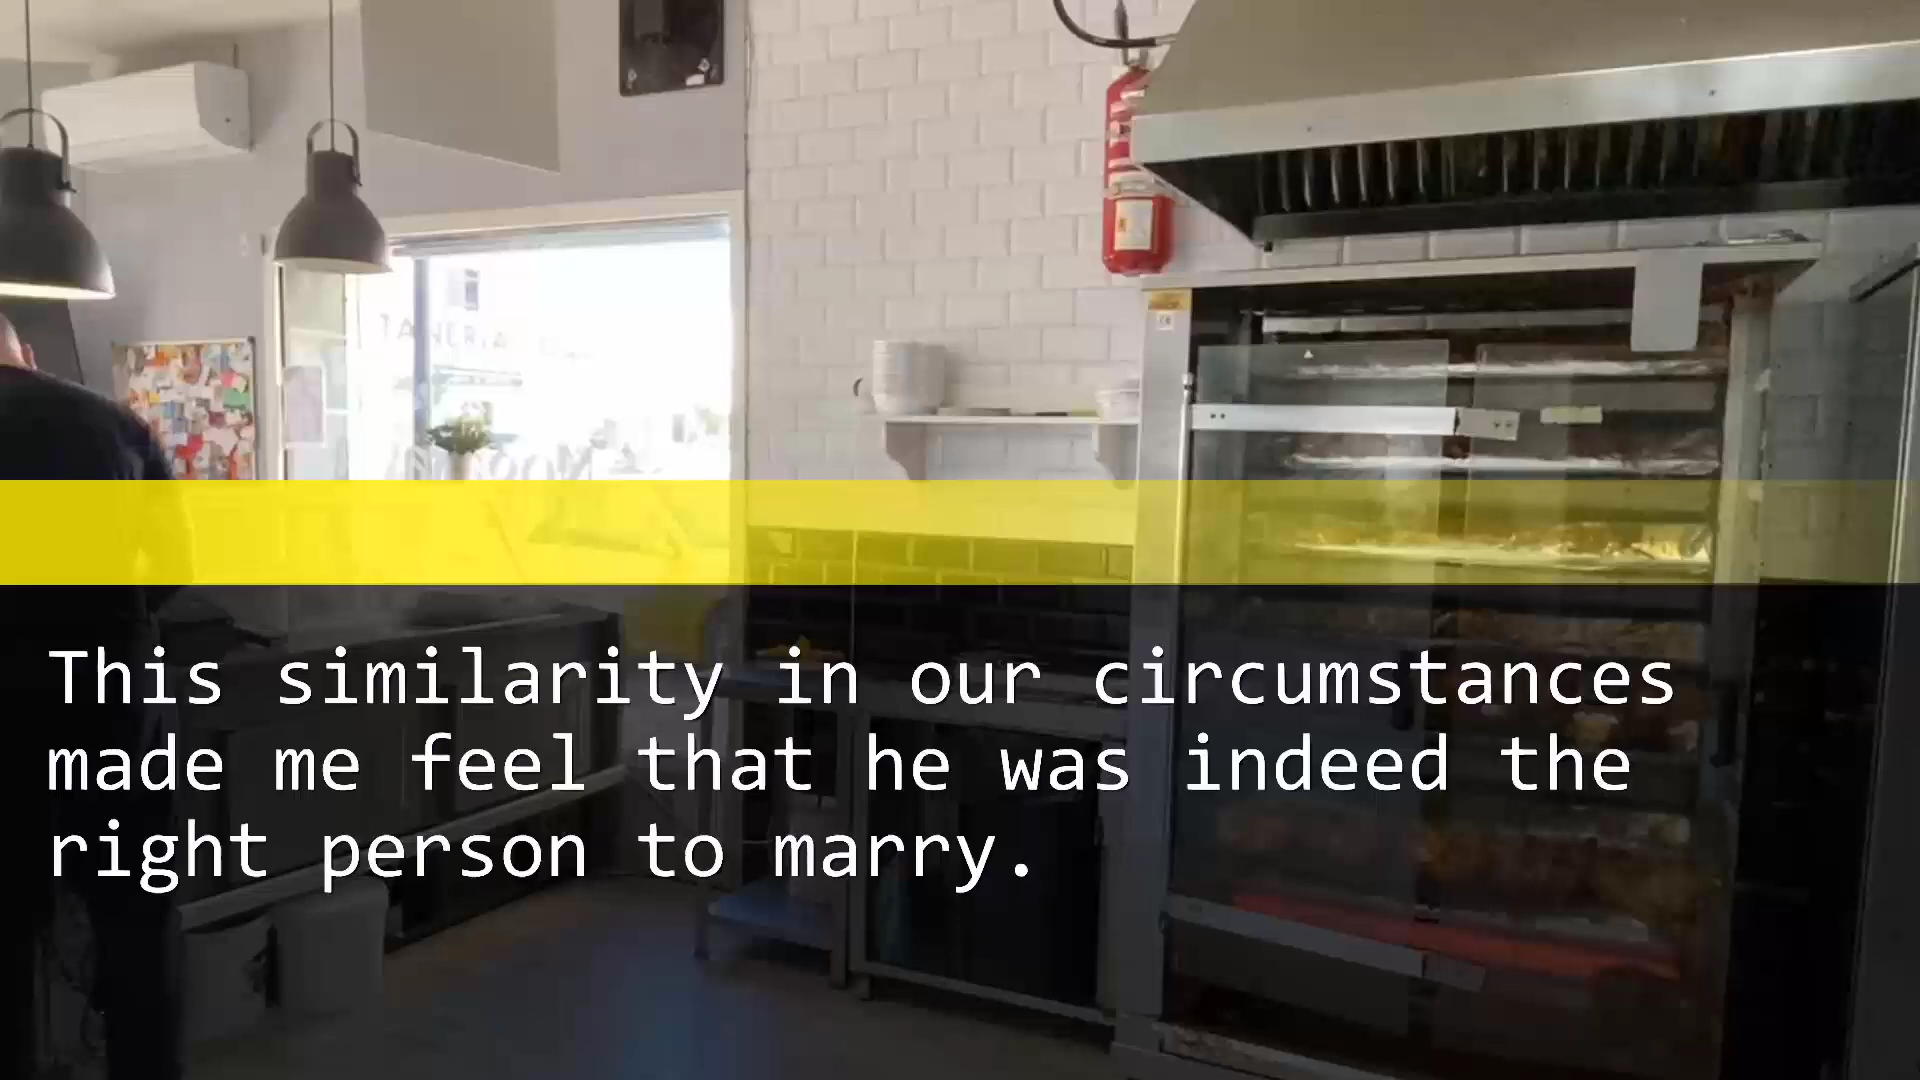 This similarity in our circumstances
made me feel that he was indeed the
right person to marry.